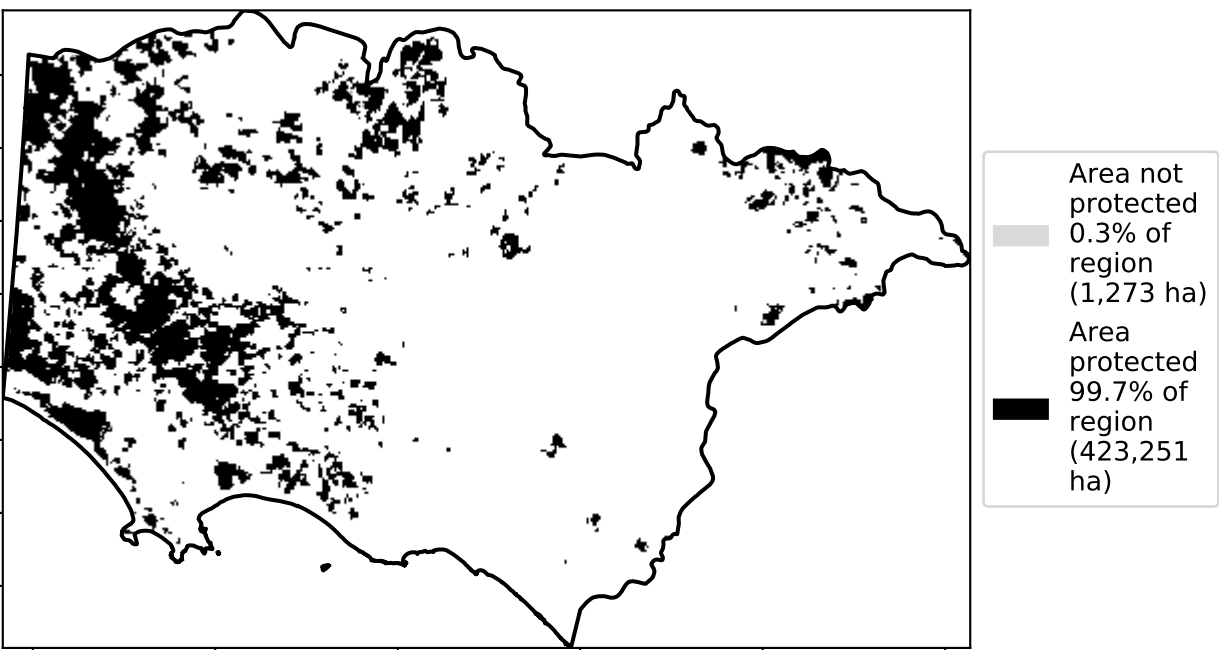 Area not
protected
0.3% of
region
(1,273 ha)
Area
protected
99.7% of
region
(423,251
ha)